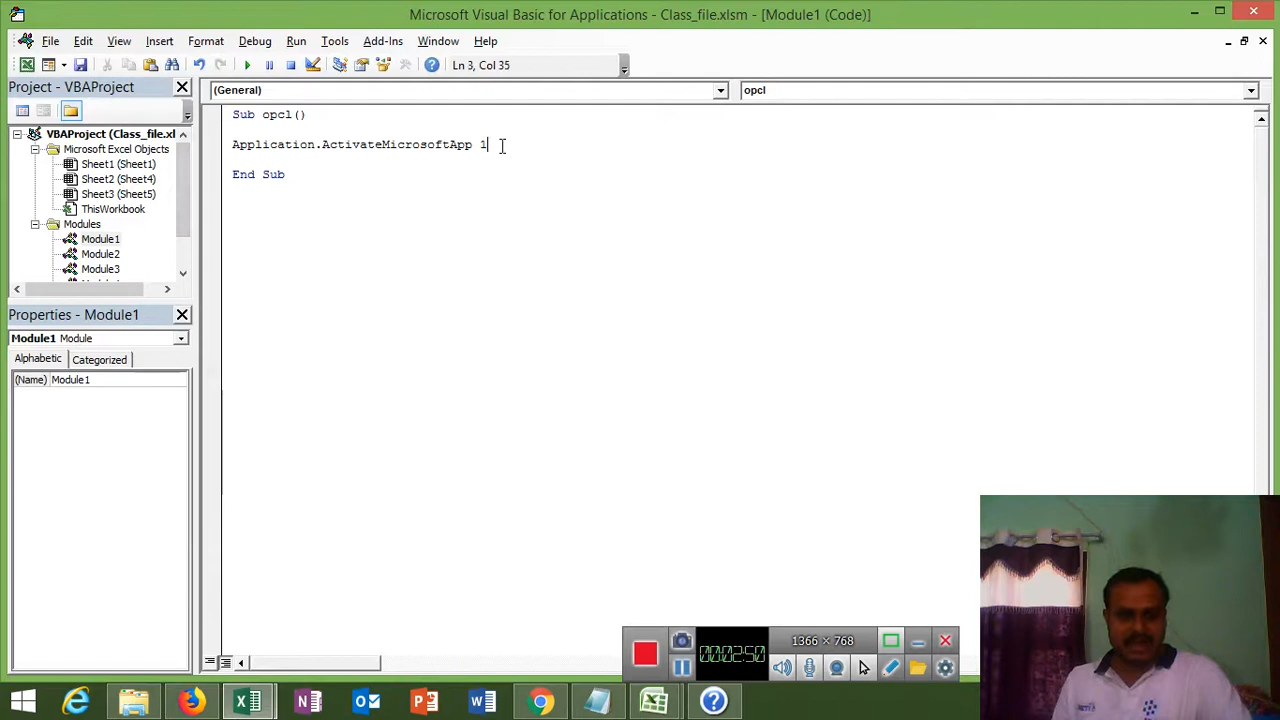 Microsoft Visual Basic for Applications - Class_file.xlsm - [Module1 (Code)]
File Edit View Insert Format Debug Run Tools Add-Ins Window Help
Ln 3, Col 35
Project - VBAProject
(General)
opcl
VBAProject (Class_file.xl
Microsoft Excel Objects
Sheet1 (Sheet1)
Sheet2 (Sheet4)
Sheet3 (Sheet5)
ThisWorkbook
Modules
Module1
Module2
Module3
Sub opcl()
Application.ActivateMicrosoftApp 1
End Sub
Properties - Module1
Module1 Module
Alphabetic Categorized
(Name) Module1
00:02:50
1366 × 768